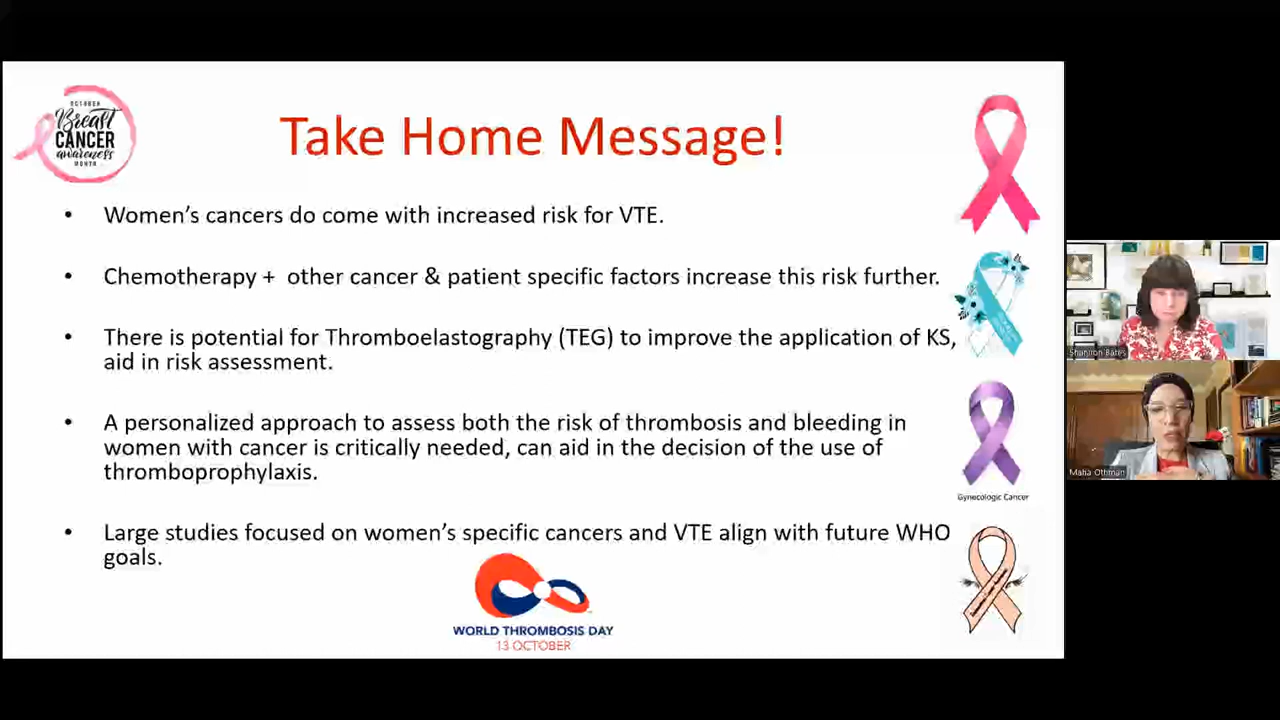 OCTOBER
Breast
CANCER
awareness
MONTH
Take Home Message!
• Women's cancers do come with increased risk for VTE.
• Chemotherapy + other cancer & patient specific factors increase this risk further.
• There is potential for Thromboelastography (TEG) to improve the application of KS,
aid in risk assessment.
• A personalized approach to assess both the risk of thrombosis and bleeding in
women with cancer is critically needed, can aid in the decision of the use of
thromboprophylaxis.
• Large studies focused on women's specific cancers and VTE align with future WHO
goals.
Gynecologic Cancer
WORLD THROMBOSIS DAY
13 OCTOBER
Shannon Bates
Maha Othman